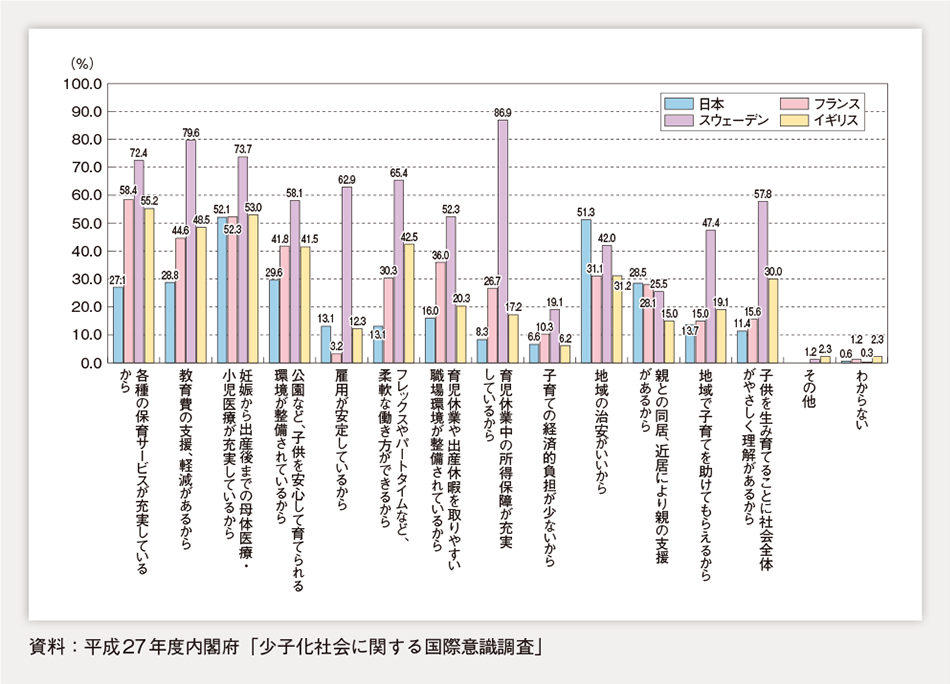 (%)
100.0
90.0
80.0
70.0
60.0
50.0
40.0
30.0
20.0
10.0
0.0
日本
フランス
スウェーデン
イギリス
27.1
58.4
72.4
55.2
28.8
44.6
79.6
48.5
52.1
52.3
73.7
53.0
29.6
41.8
58.1
41.5
13.1
3.2
62.9
12.3
13.1
30.3
65.4
42.5
16.0
36.0
52.3
20.3
8.3
26.7
86.9
17.2
6.6
10.3
19.1
6.2
51.3
31.1
42.0
31.2
28.5
28.1
25.5
15.0
13.7
15.0
47.4
19.1
11.4
15.6
57.8
30.0
1.2
2.3
0.6
1.2
0.3
2.3
各種の保育サービスが充実している
から
教育費の支援、軽減があるから
妊娠から出産後までの母体医療・
小児医療が充実しているから
公園など、子供を安心して育てられる
環境が整備されているから
雇用が安定しているから
フレックスやパートタイムなど、
柔軟な働き方ができるから
育児休業や出産休暇を取りやすい
職場環境が整備されているから
育児休業中の所得保障が充実
しているから
子育ての経済的負担が少ないから
地域の治安がいいから
親との同居、近居により親の支援
があるから
地域で子育てを助けてもらえるから
子供を生み育てることに社会全体
がやさしく理解があるから
その他
わからない
資料：平成27年度内閣府「少子化社会に関する国際意識調査」